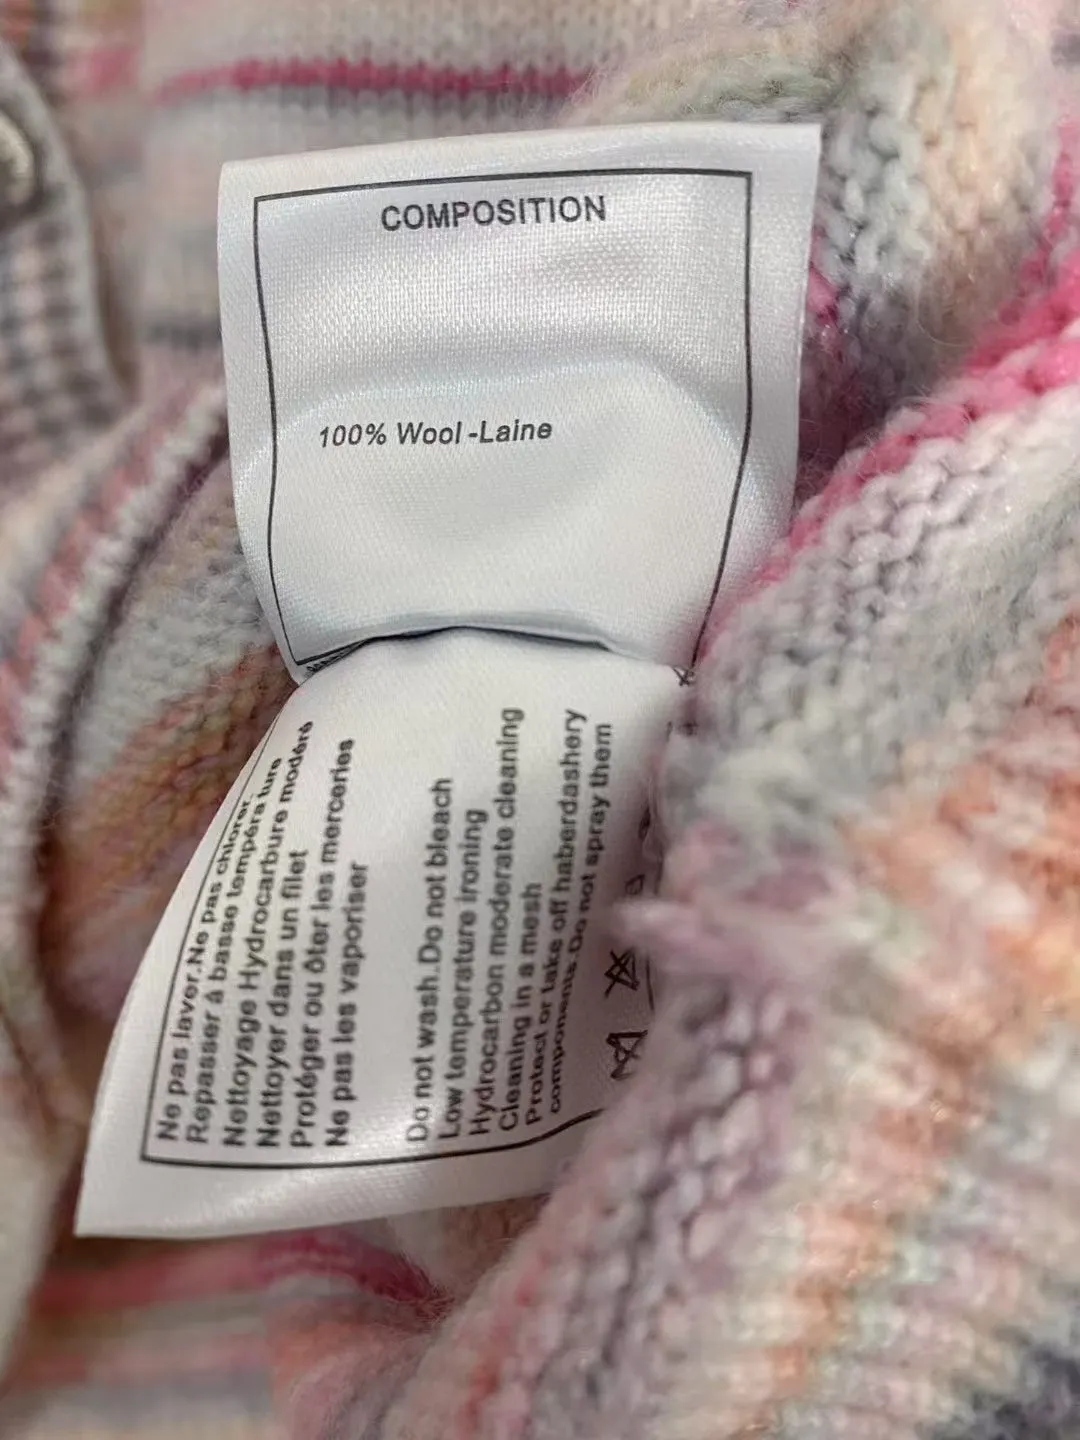 COMPOSITION
100% Wool -Laine
Ne pas laver.Ne pas chlorer.
Repasser á basse tempéra ture
Nettoyage Hydrocarbure modéré
Nettoyer dans un filet
Protéger ou ôter les merceries
Ne pas les vaporiser
Do not wash.Do not bleach
Low temperature ironing
Hydrocarbon moderate cleaning
Cleaning in a mesh
Protect or take off haberdashery
components.Do not spray them